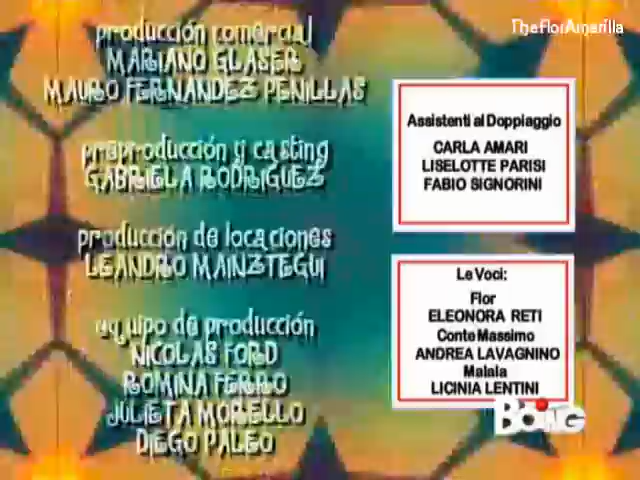 TheFlorAmarilla
producción comercial
MARIANO GLASER
MAURO FERNANDEZ PENILLAS
preproducción y casting
GABRIELA RODRIGUEZ
producción de locaciones
LEANDRO MAINZTEGUI
equipo de producción
NICOLAS FORD
ROMINA FERRO
JULIETA MORELLO
DIEGO PALEO
Assistenti al Doppiaggio
CARLA AMARI
LISELOTTE PARISI
FABIO SIGNORINI
Le Voci:
Flor
ELEONORA RETI
Conte Massimo
ANDREA LAVAGNINO
Malala
LICINIA LENTINI
BOING